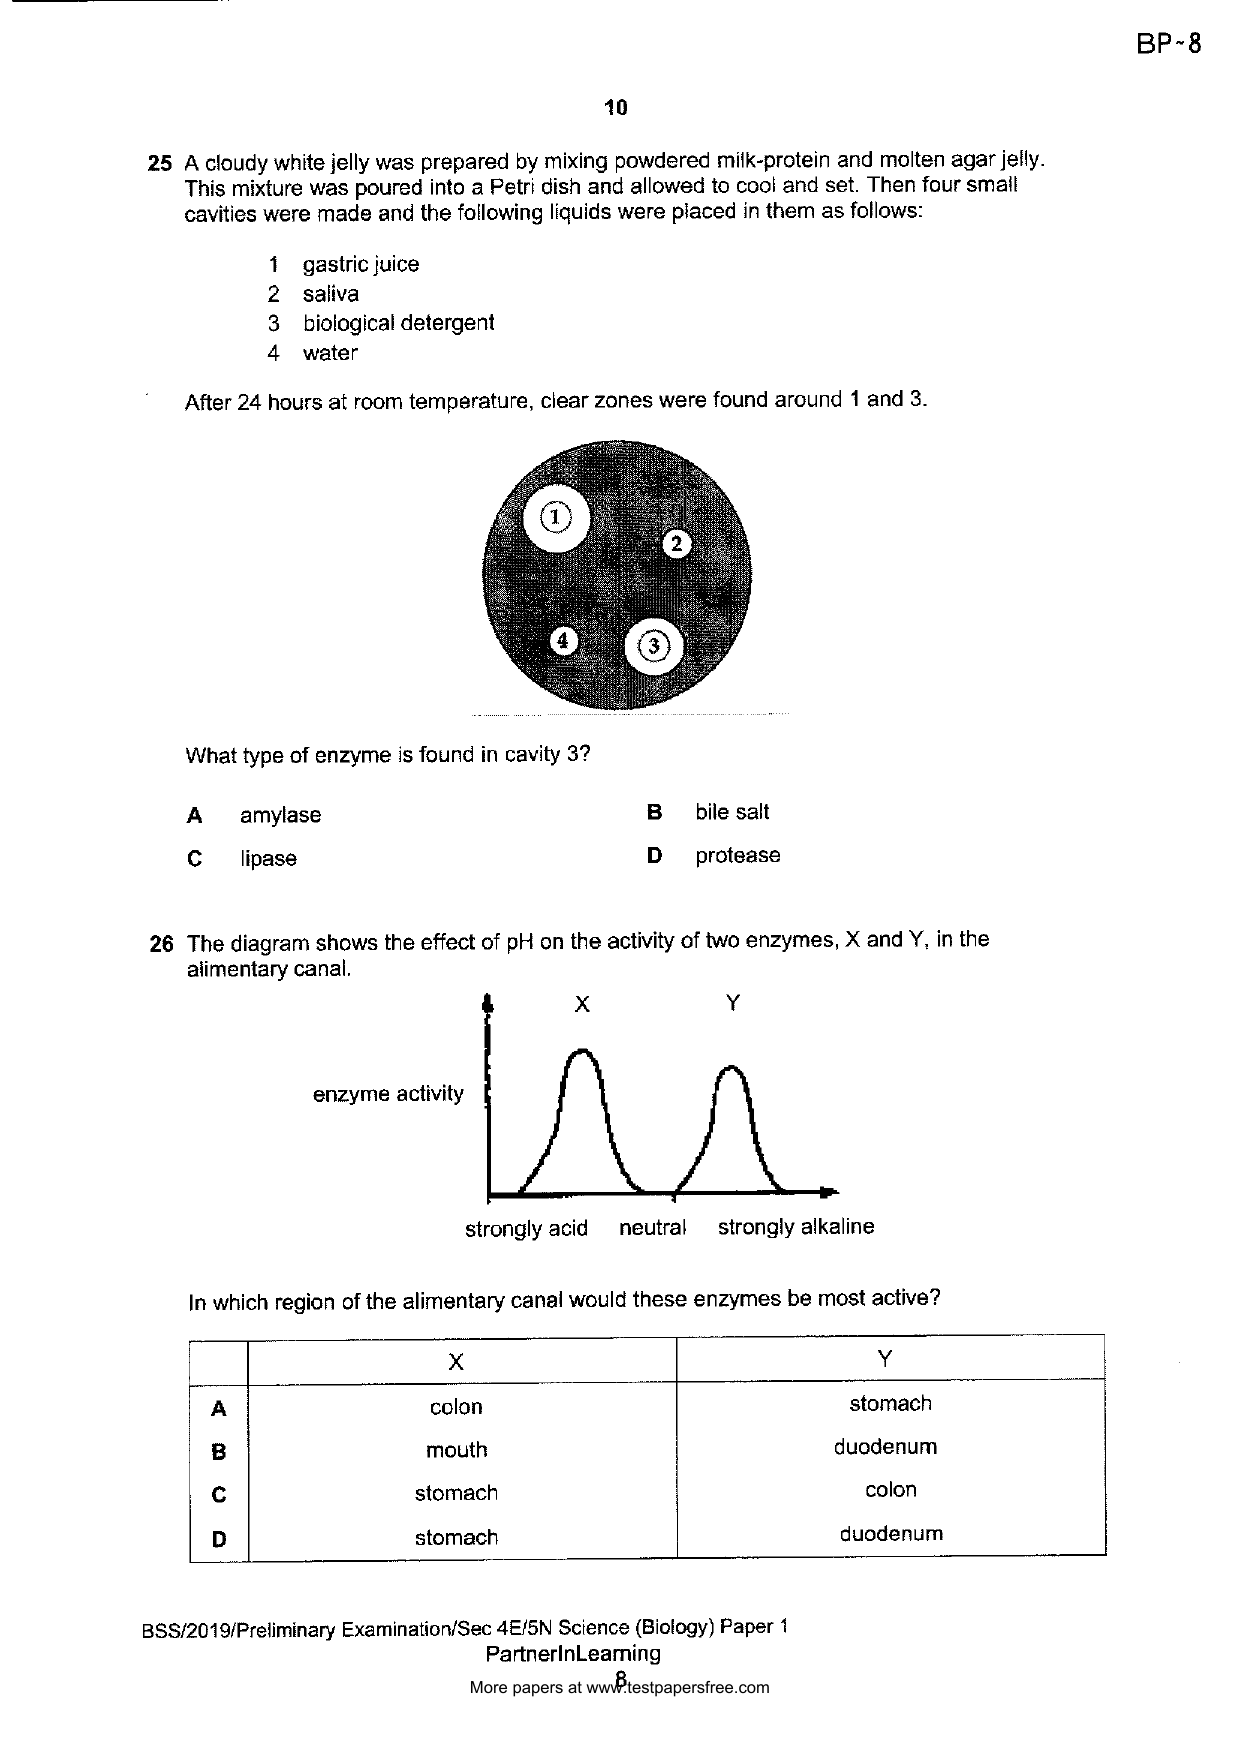 BP-8
10
25 A cloudy white jelly was prepared by mixing powdered milk-protein and molten agar jelly.
This mixture was poured into a Petri dish and allowed to cool and set. Then four small
cavities were made and the following liquids were placed in them as follows:
1 gastric juice
2 saliva
3 biological detergent
4 water
After 24 hours at room temperature, clear zones were found around 1 and 3.
1
2
4
3
What type of enzyme is found in cavity 3?
A amylase B bile salt
C lipase D protease
26 The diagram shows the effect of pH on the activity of two enzymes, X and Y, in the
alimentary canal.
X Y
enzyme activity
strongly acid neutral strongly alkaline
In which region of the alimentary canal would these enzymes be most active?
X Y
A colon stomach
B mouth duodenum
C stomach colon
D stomach duodenum
BSS/2019/Preliminary Examination/Sec 4E/5N Science (Biology) Paper 1
PartnerInLearning
8
More papers at www.testpapersfree.com